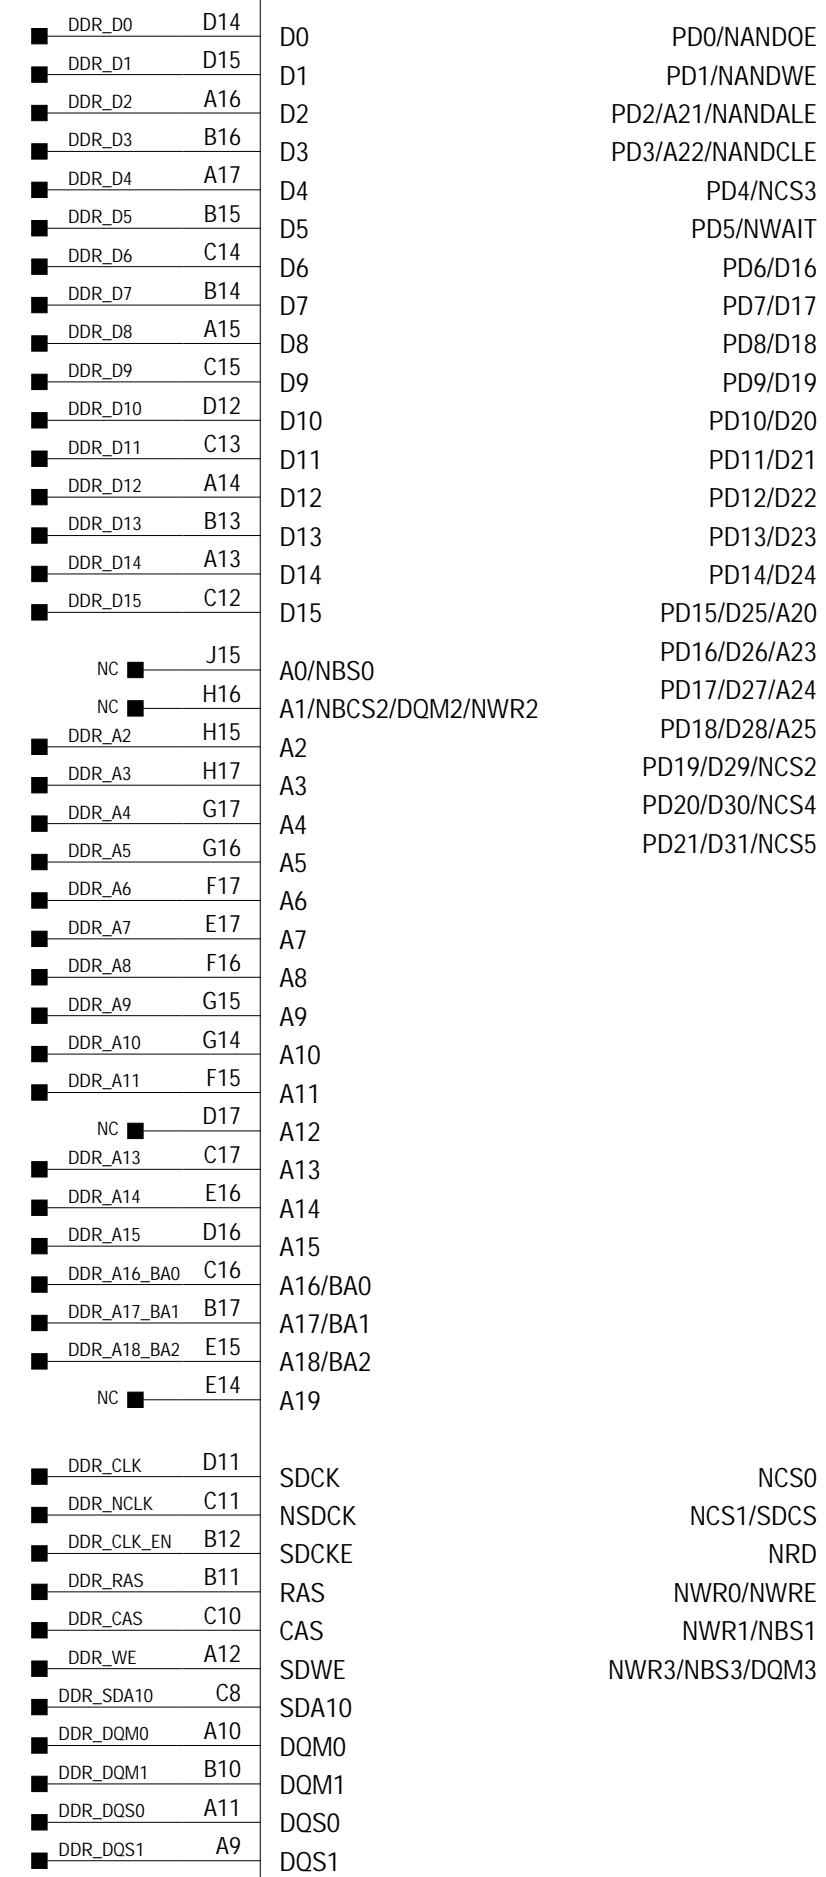 DDR_D0 D14 D0 PD0/NANDOE
DDR_D1 D15 D1 PD1/NANDWE
DDR_D2 A16 D2 PD2/A21/NANDALE
DDR_D3 B16 D3 PD3/A22/NANDCLE
DDR_D4 A17 D4 PD4/NCS3
DDR_D5 B15 D5 PD5/NWAIT
DDR_D6 C14 D6 PD6/D16
DDR_D7 B14 D7 PD7/D17
DDR_D8 A15 D8 PD8/D18
DDR_D9 C15 D9 PD9/D19
DDR_D10 D12 D10 PD10/D20
DDR_D11 C13 D11 PD11/D21
DDR_D12 A14 D12 PD12/D22
DDR_D13 B13 D13 PD13/D23
DDR_D14 A13 D14 PD14/D24
DDR_D15 C12 D15 PD15/D25/A20
NC J15 A0/NBS0 PD16/D26/A23
NC H16 A1/NBCS2/DQM2/NWR2 PD17/D27/A24
DDR_A2 H15 A2 PD18/D28/A25
DDR_A3 H17 A3 PD19/D29/NCS2
DDR_A4 G17 A4 PD20/D30/NCS4
DDR_A5 G16 A5 PD21/D31/NCS5
DDR_A6 F17 A6
DDR_A7 E17 A7
DDR_A8 F16 A8
DDR_A9 G15 A9
DDR_A10 G14 A10
DDR_A11 F15 A11
NC D17 A12
DDR_A13 C17 A13
DDR_A14 E16 A14
DDR_A15 D16 A15
DDR_A16_BA0 C16 A16/BA0
DDR_A17_BA1 B17 A17/BA1
DDR_A18_BA2 E15 A18/BA2
NC E14 A19
DDR_CLK D11 SDCK NCS0
DDR_NCLK C11 NSDCK NCS1/SDCS
DDR_CLK_EN B12 SDCKE NRD
DDR_RAS B11 RAS NWR0/NWRE
DDR_CAS C10 CAS NWR1/NBS1
DDR_WE A12 SDWE NWR3/NBS3/DQM3
DDR_SDA10 C8 SDA10
DDR_DQM0 A10 DQM0
DDR_DQM1 B10 DQM1
DDR_DQS0 A11 DQS0
DDR_DQS1 A9 DQS1